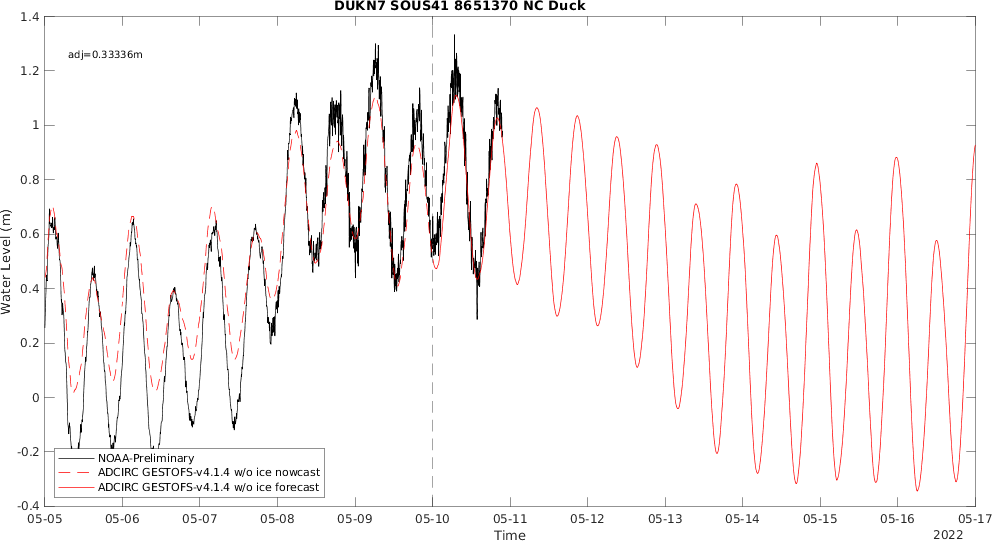 DUKN7 SOUS41 8651370 NC Duck
1.4
adj=0.33336m
1.2
1
0.8
0.6
0.4
0.2
0
-0.2
-0.4
Water Level (m)
NOAA-Preliminary
ADCIRC GESTOFS-v4.1.4 w/o ice nowcast
ADCIRC GESTOFS-v4.1.4 w/o ice forecast
05-05 05-06 05-07 05-08 05-09 05-10 05-11 05-12 05-13 05-14 05-15 05-16 05-17
Time
2022